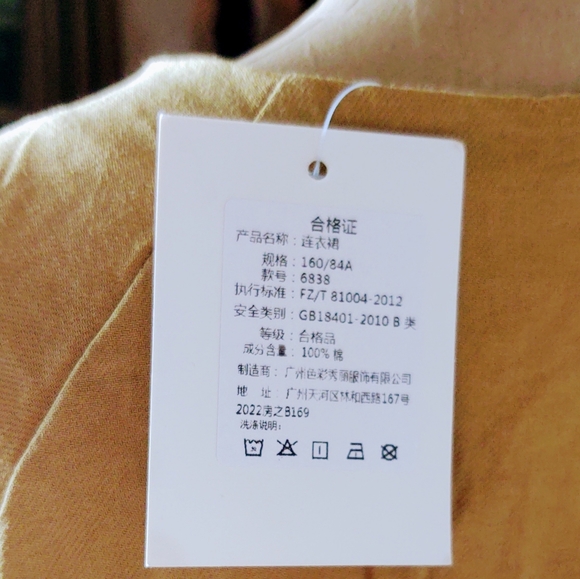 合格证
产品名称：连衣裙
规格：160/84A
款号：6838
执行标准：FZ/T 81004-2012
安全类别：GB18401-2010 B 类
等级：合格品
成分含量：100% 棉
制造商：广州色彩秀丽服饰有限公司
地 址：广州天河区林和西路167号
2022房之B169
洗涤说明：